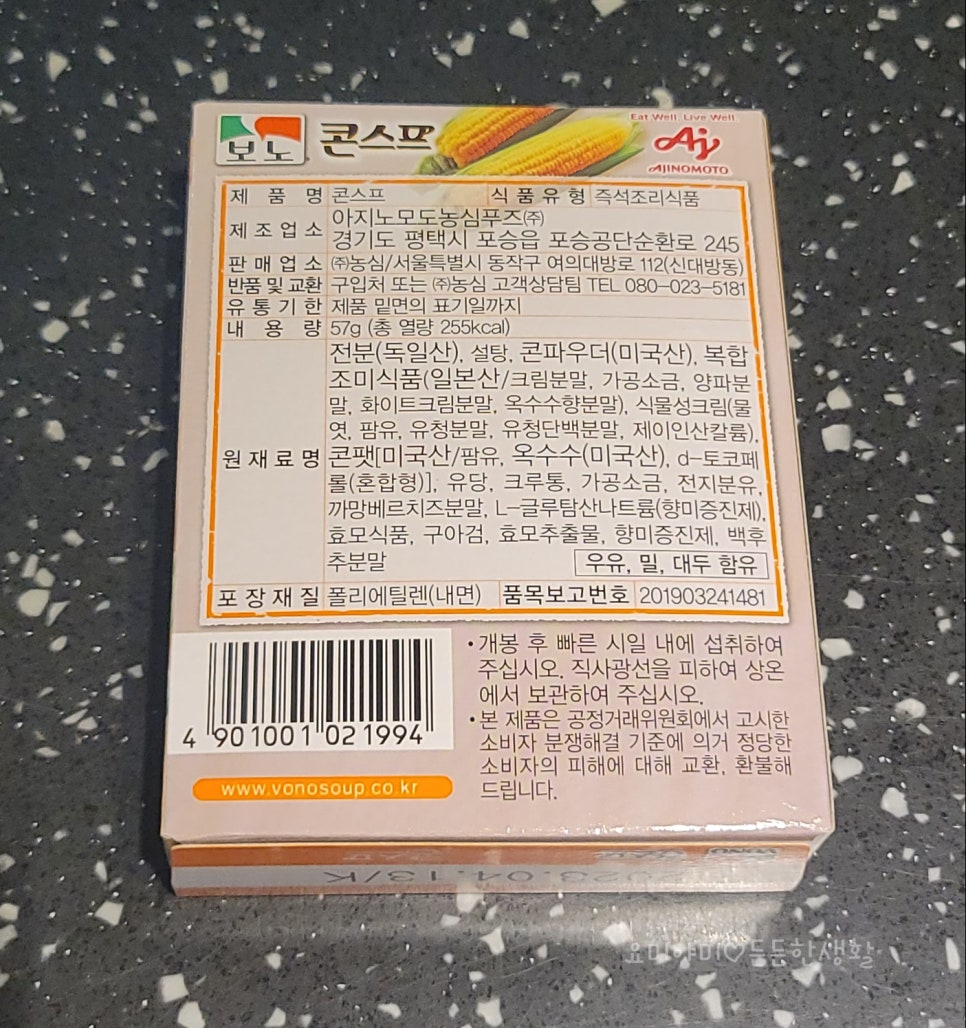 보노 콘스프
Eat Well, Live Well.
Aj
AJINOMOTO
제품명 콘스프 식품유형 즉석조리식품
제조업소 아지노모도농심푸즈㈜
경기도 평택시 포승읍 포승공단순환로 245
판매업소 ㈜농심/서울특별시 동작구 여의대방로 112(신대방동)
반품 및 교환 구입처 또는 ㈜농심 고객상담팀 TEL 080-023-5181
유통기한 제품 밑면의 표기일까지
내용량 57g (총 열량 255kcal)
원재료명 전분(독일산), 설탕, 콘파우더(미국산), 복합
조미식품(일본산/크림분말, 가공소금, 양파분
말, 화이트크림분말, 옥수수향분말), 식물성크림(물
엿, 팜유, 유청분말, 유청단백분말, 제이인산칼륨),
콘팻[미국산/팜유, 옥수수(미국산), d-토코페
롤(혼합형)], 유당, 크루통, 가공소금, 전지분유,
까망베르치즈분말, L-글루탐산나트륨(향미증진제),
효모식품, 구아검, 효모추출물, 향미증진제, 백후
추분말 우유, 밀, 대두 함유
포장재질 폴리에틸렌(내면) 품목보고번호 201903241481
4 901001 021994
www.vonosoup.co.kr
•개봉 후 빠른 시일 내에 섭취하여
주십시오. 직사광선을 피하여 상온
에서 보관하여 주십시오.
•본 제품은 공정거래위원회에서 고시한
소비자 분쟁해결 기준에 의거 정당한
소비자의 피해에 대해 교환, 환불해
드립니다.
VONO 콘스프
2023.04.13/K
요미야미♡든든한생활